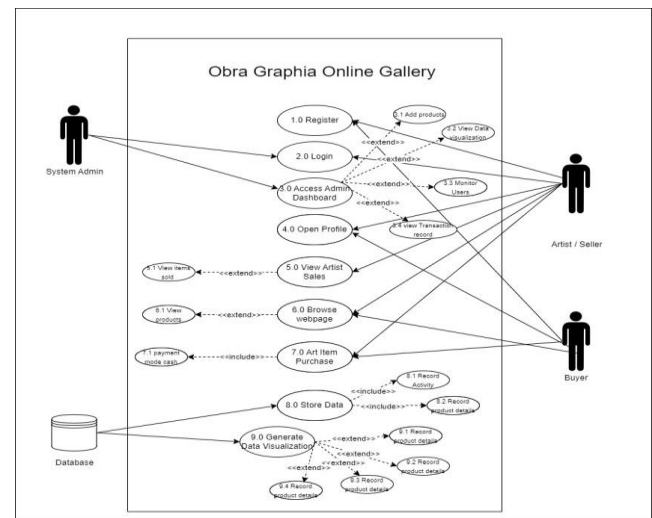 Obra Graphia Online Gallery
System Admin
1.0 Register
2.0 Login
3.0 Access Admin
Dashboard
<<extend>>
3.1 Add products
<<extend>>
3.2 View Data
visualization
<<extend>>
3.3 Monitor
Users
<<extend>>
3.4 view Transaction
record
Artist / Seller
4.0 Open Profile
5.0 View Artist
Sales
<<extend>>
5.1 View items
sold
6.0 Browse
webpage
<<extend>>
6.1 View
products
7.0 Art Item
Purchase
<<include>>
7.1 payment
mode cash
Buyer
8.0 Store Data
<<include>>
8.1 Record
Activity
<<include>>
8.2 Record
product details
Database
9.0 Generate
Data Visualization
<<extend>>
9.1 Record
product details
<<extend>>
9.2 Record
product details
<<extend>>
9.3 Record
product details
<<extend>>
9.4 Record
product details